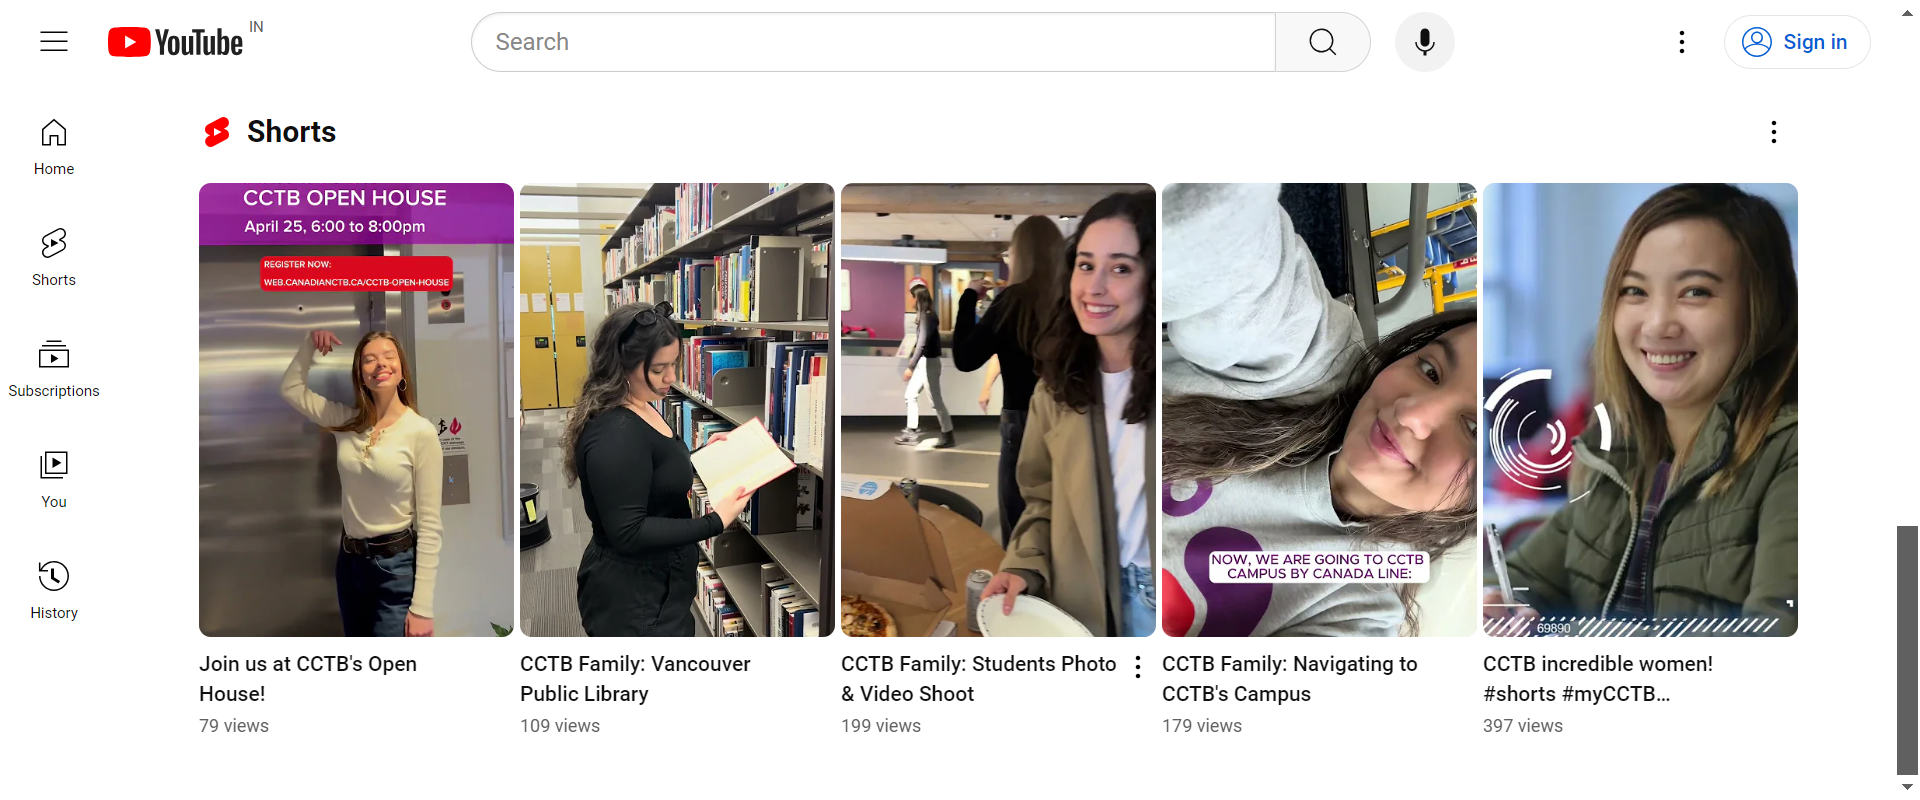 YouTube IN
Search
Sign in
Home
Shorts
Subscriptions
You
History
Shorts
CCTB OPEN HOUSE
April 25, 6:00 to 8:00pm
REGISTER NOW:
WEB.CANADIANCTB.CA/CCTB-OPEN-HOUSE
NOW, WE ARE GOING TO CCTB
CAMPUS BY CANADA LINE:
69890
Join us at CCTB's Open
House!
79 views
CCTB Family: Vancouver
Public Library
109 views
CCTB Family: Students Photo
& Video Shoot
199 views
CCTB Family: Navigating to
CCTB's Campus
179 views
CCTB incredible women!
#shorts #myCCTB...
397 views